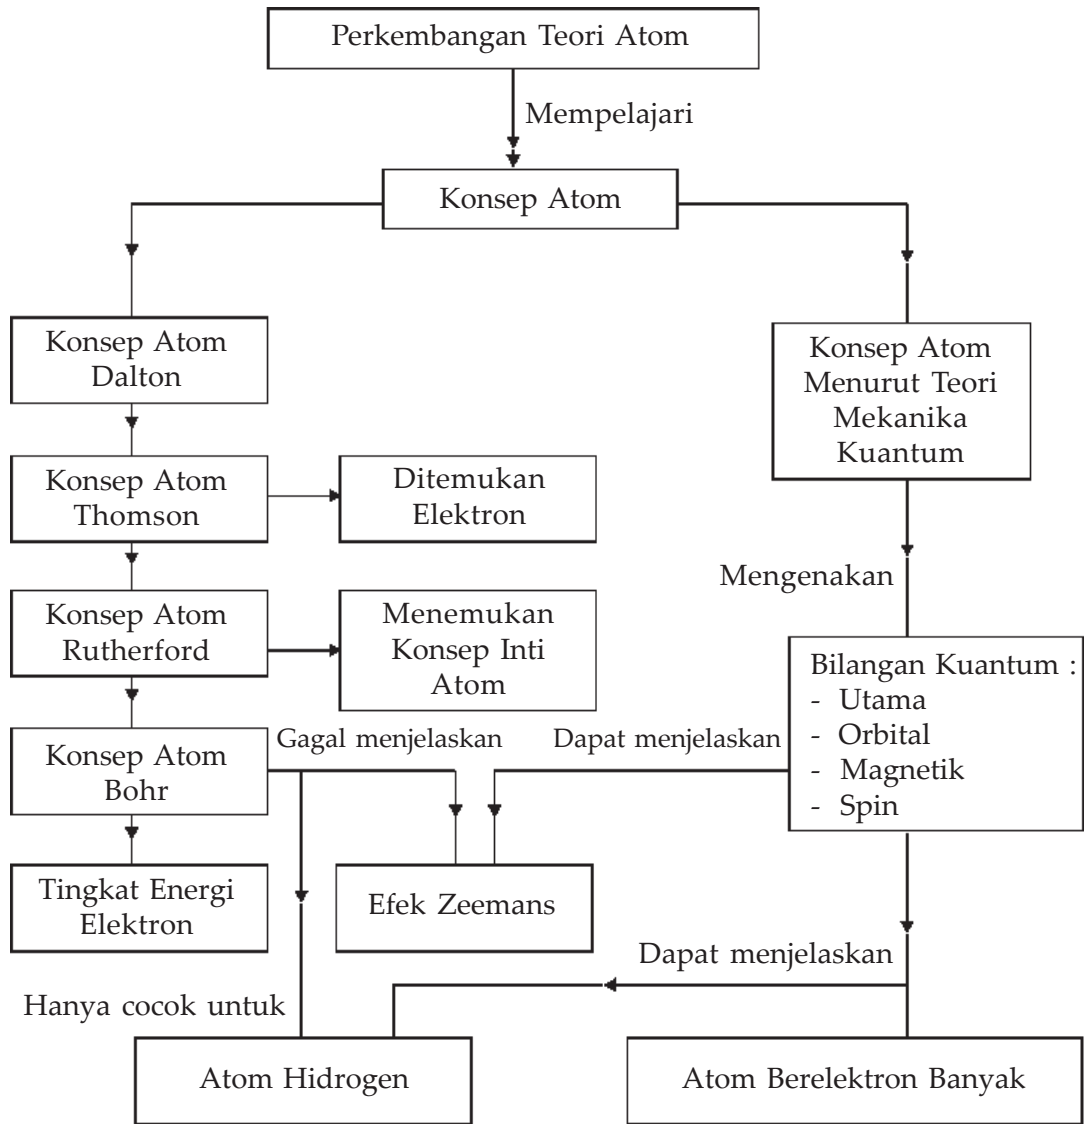 Perkembangan Teori Atom
Mempelajari
Konsep Atom
Konsep Atom
Dalton
Konsep Atom
Menurut Teori
Mekanika
Kuantum
Konsep Atom
Thomson
Ditemukan
Elektron
Mengenakan
Konsep Atom
Rutherford
Menemukan
Konsep Inti
Atom
Bilangan Kuantum :
- Utama
- Orbital
- Magnetik
- Spin
Konsep Atom
Bohr
Gagal menjelaskan
Dapat menjelaskan
Tingkat Energi
Elektron
Efek Zeemans
Dapat menjelaskan
Hanya cocok untuk
Atom Hidrogen
Atom Berelektron Banyak